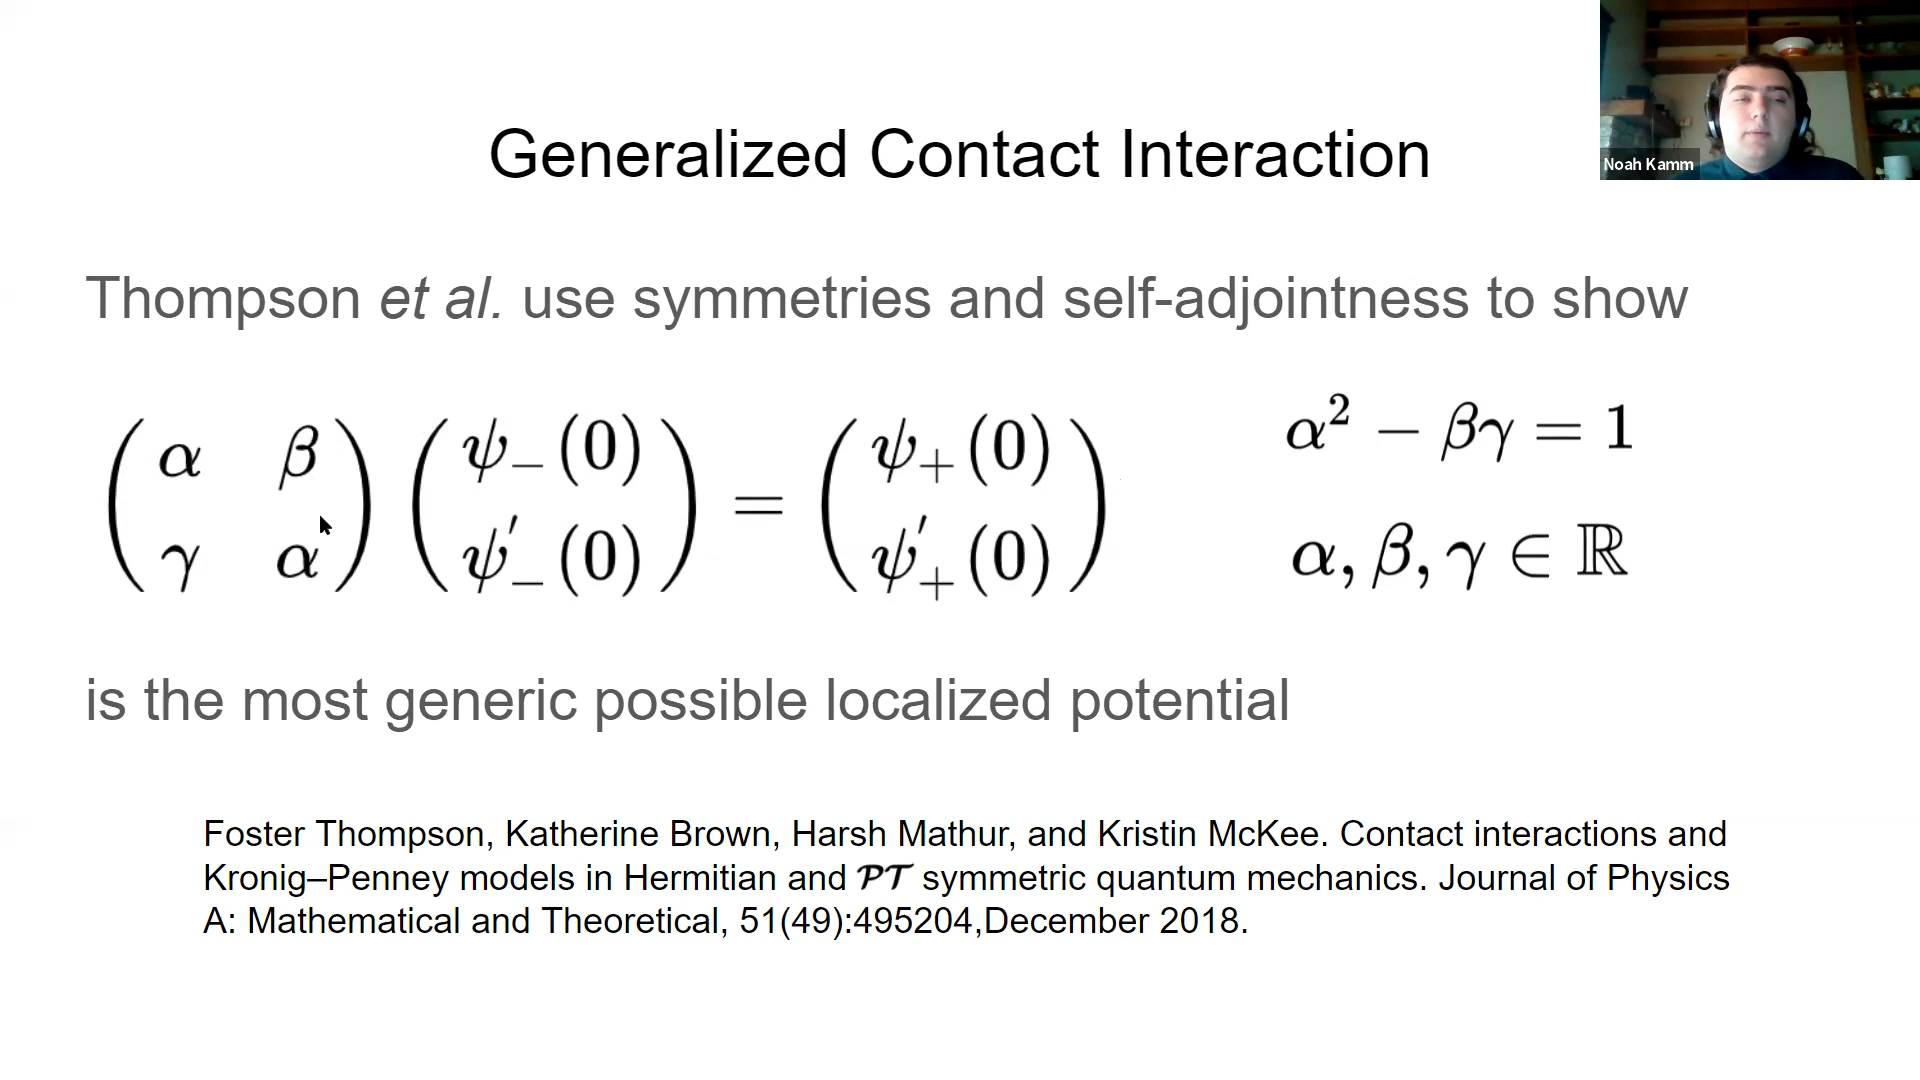 Noah Kamm
Generalized Contact Interaction
Thompson et al. use symmetries and self-adjointness to show
( α β ) ( ψ₋(0) ) = ( ψ₊(0) ) α² − βγ = 1
( γ α ) ( ψ′₋(0) ) ( ψ′₊(0) ) α, β, γ ∈ ℝ
is the most generic possible localized potential
Foster Thompson, Katherine Brown, Harsh Mathur, and Kristin McKee. Contact interactions and
Kronig–Penney models in Hermitian and 𝒫𝒯 symmetric quantum mechanics. Journal of Physics
A: Mathematical and Theoretical, 51(49):495204,December 2018.